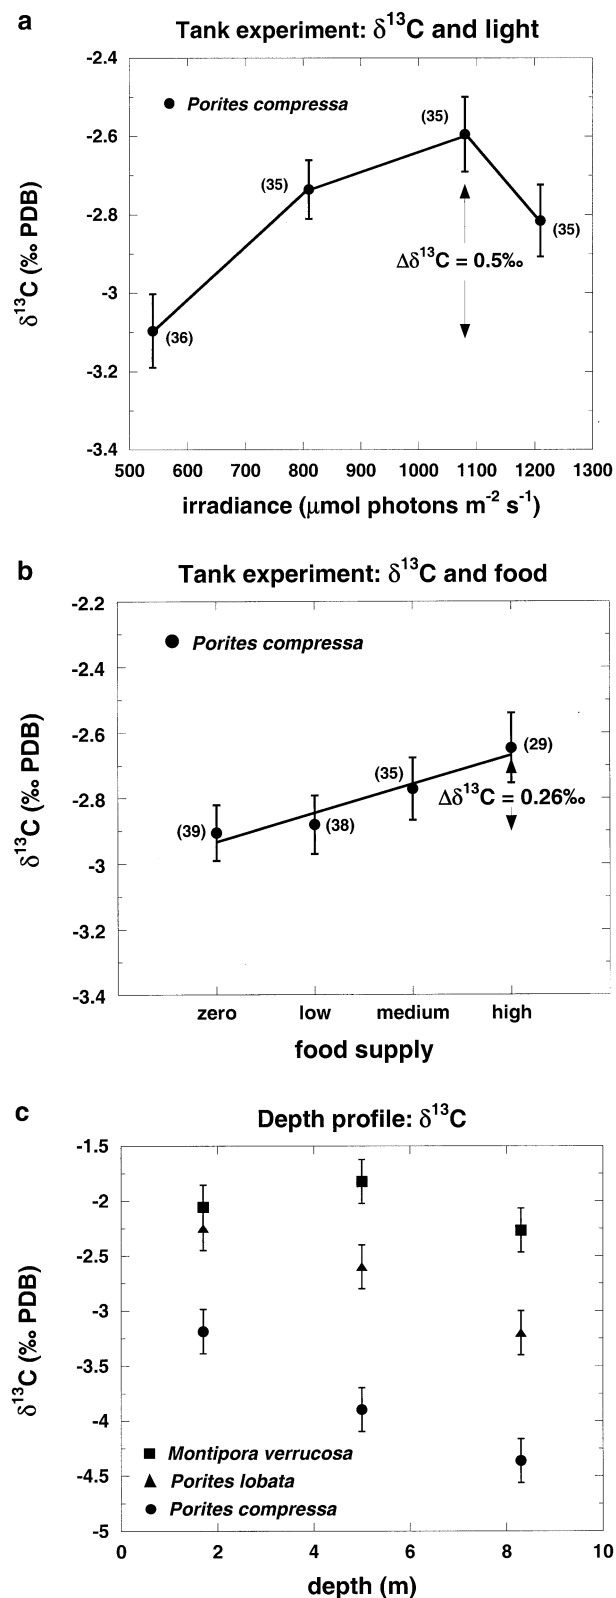 a
Tank experiment: δ¹³C and light
-2.4
-2.6
-2.8
-3
-3.2
-3.4
δ¹³C (‰ PDB)
Porites compressa
(36)
(35)
(35)
(35)
Δδ¹³C = 0.5‰
500 600 700 800 900 1000 1100 1200 1300
irradiance (μmol photons m⁻² s⁻¹)
b
Tank experiment: δ¹³C and food
-2.2
-2.4
-2.6
-2.8
-3
-3.2
-3.4
δ¹³C (‰ PDB)
Porites compressa
(39)
(38)
(35)
(29)
Δδ¹³C = 0.26‰
zero low medium high
food supply
c
Depth profile: δ¹³C
-1.5
-2
-2.5
-3
-3.5
-4
-4.5
-5
δ¹³C (‰ PDB)
Montipora verrucosa
Porites lobata
Porites compressa
0 2 4 6 8 10
depth (m)